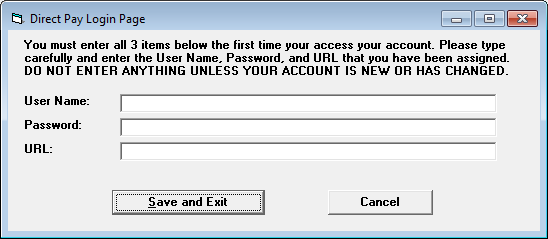 Direct Pay Login Page
You must enter all 3 items below the first time your access your account. Please type
carefully and enter the User Name, Password, and URL that you have been assigned.
DO NOT ENTER ANYTHING UNLESS YOUR ACCOUNT IS NEW OR HAS CHANGED.
User Name:
Password:
URL:
Save and Exit
Cancel